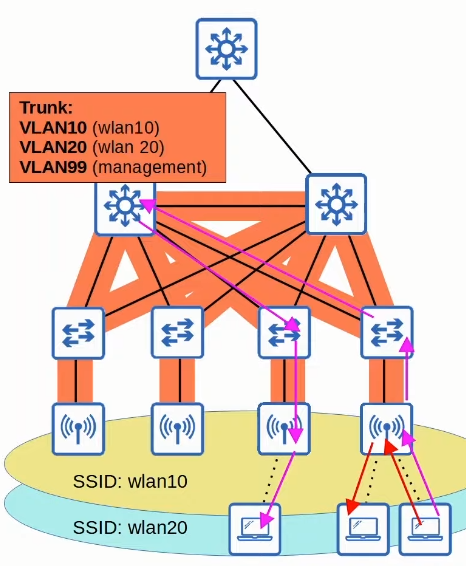 Trunk:
VLAN10 (wlan10)
VLAN20 (wlan 20)
VLAN99 (management)
SSID: wlan10
SSID: wlan20